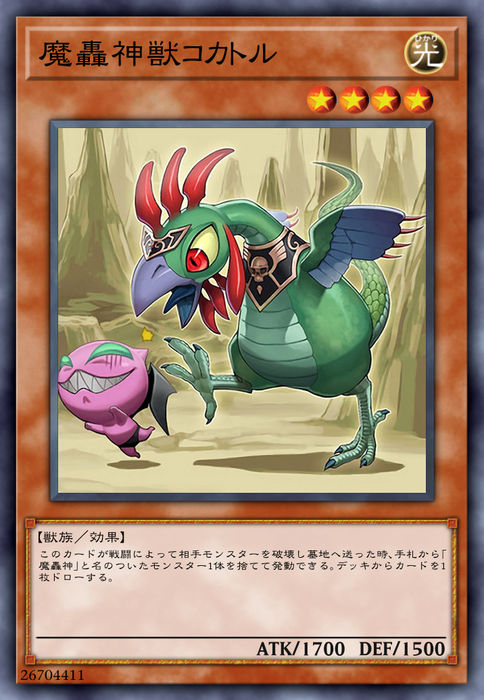 魔轟神獣コカトル
ひかり
光
【獣族／効果】
このカードが戦闘によって相手モンスターを破壊し墓地へ送った時、手札から「
魔轟神」と名のついたモンスター1体を捨てて発動できる。デッキからカードを1
枚ドローする。
ATK/1700 DEF/1500
26704411